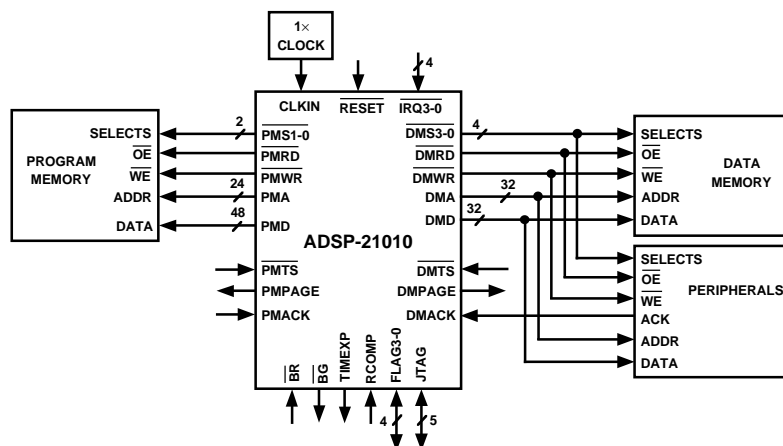 1×
CLOCK
4
CLKIN
RESET
IRQ3-0
PROGRAM
MEMORY
SELECTS
OE
WE
ADDR
DATA
2
24
48
PMS1-0
PMRD
PMWR
PMA
PMD
ADSP-21010
PMTS
PMPAGE
PMACK
DMS3-0
DMRD
DMWR
DMA
DMD
DMTS
DMPAGE
DMACK
4
32
32
SELECTS
OE
WE
ADDR
DATA
DATA
MEMORY
SELECTS
OE
WE
ACK
ADDR
DATA
PERIPHERALS
BR
BG
TIMEXP
RCOMP
FLAG3-0
JTAG
4
5